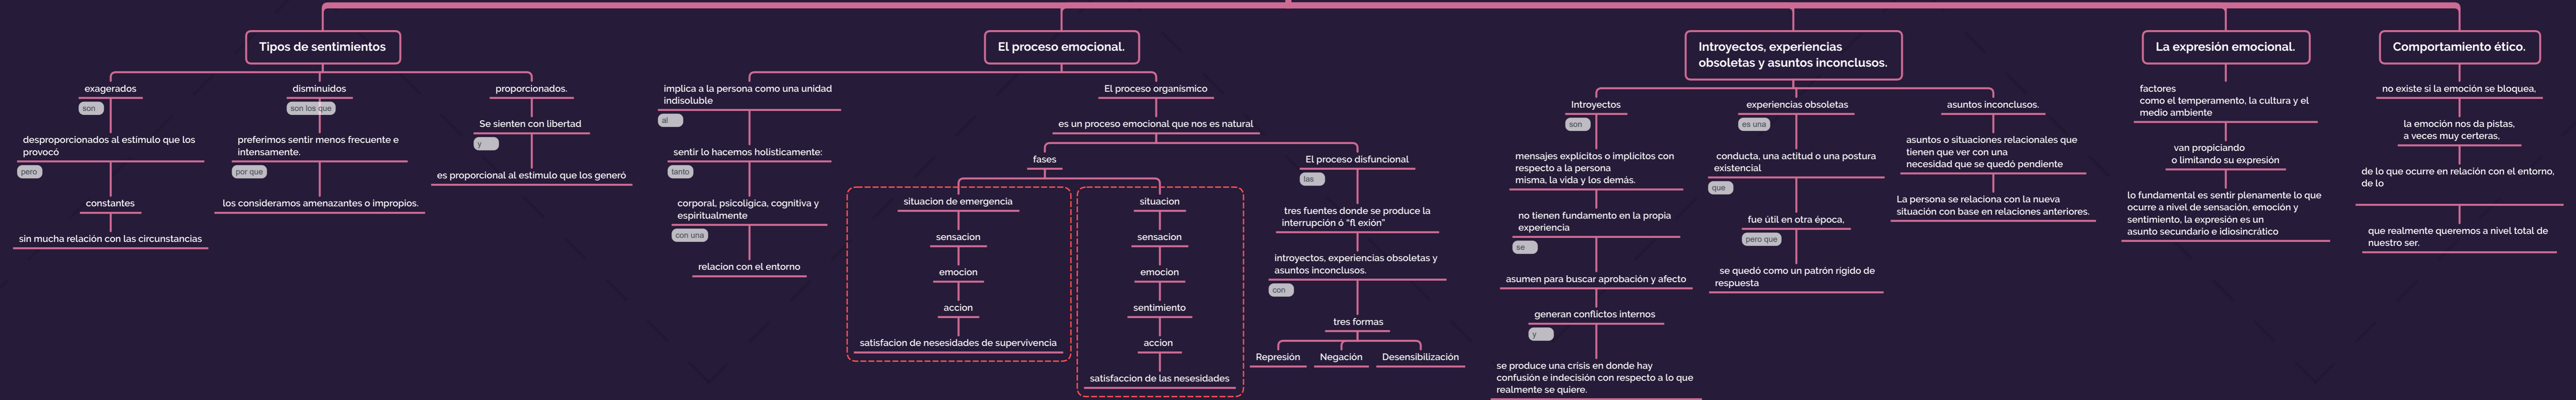 Tipos de sentimientos
exagerados
son
desproporcionados al estimulo que los
provocó
pero
constantes
sin mucha relación con las circunstancias
disminuidos
son los que
preferimos sentir menos frecuente e
intensamente.
por que
los consideramos amenazantes o impropios.
proporcionados.
Se sienten con libertad
y
es proporcional al estimulo que los generó
El proceso emocional.
implica a la persona como una unidad
indisoluble
al
sentir lo hacemos holisticamente:
tanto
corporal, psicoligica, cognitiva y
espiritualmente
con una
relacion con el entorno
El proceso organismico
es un proceso emocional que nos es natural
fases
situacion de emergencia
sensacion
emocion
accion
satisfacion de nesesidades de supervivencia
situacion
sensacion
emocion
sentimiento
accion
satisfaccion de las nesesidades
El proceso disfuncional
las
tres fuentes donde se produce la
interrupción ó “fl exión”
introyectos, experiencias obsoletas y
asuntos inconclusos.
con
tres formas
Represión
Negación
Desensibilización
Introyectos, experiencias
obsoletas y asuntos inconclusos.
Introyectos
son
mensajes explícitos o implicitos con
respecto a la persona
misma, la vida y los demás.
no tienen fundamento en la propia
experiencia
se
asumen para buscar aprobación y afecto
generan conflictos internos
y
se produce una crisis en donde hay
confusión e indecisión con respecto a lo que
realmente se quiere.
experiencias obsoletas
es una
conducta, una actitud o una postura
existencial
que
fue útil en otra época,
pero que
se quedó como un patrón rigido de
respuesta
asuntos inconclusos.
asuntos o situaciones relacionales que
tienen que ver con una
necesidad que se quedó pendiente
La persona se relaciona con la nueva
situación con base en relaciones anteriores.
La expresión emocional.
factores
como el temperamento, la cultura y el
medio ambiente
van propiciando
o limitando su expresión
lo fundamental es sentir plenamente lo que
ocurre a nivel de sensación, emoción y
sentimiento, la expresión es un
asunto secundario e idiosincrático
Comportamiento ético.
no existe si la emoción se bloquea,
la emoción nos da pistas,
a veces muy certeras,
de lo que ocurre en relación con el entorno,
de lo
que realmente queremos a nivel total de
nuestro ser.